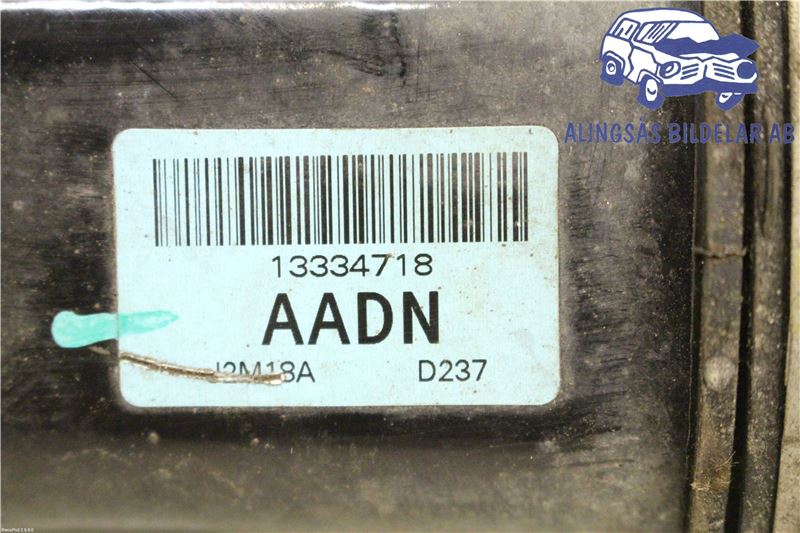 ALINGSÅS BILDELAR AB
13334718
AADN
J2M18A D237